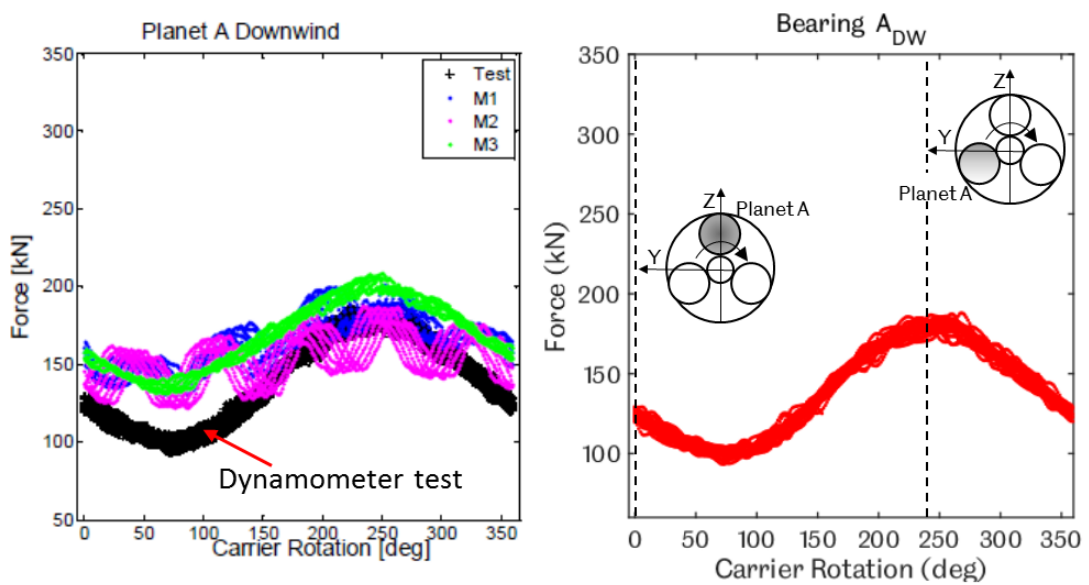 Planet A Downwind
350
300
250
200
150
100
50
Force [kN]
Test
M1
M2
M3
Dynamometer test
0 50 100 150 200 250 300 350
Carrier Rotation [deg]
Bearing A_DW
350
300
250
200
150
100
Force (kN)
Z
Planet A
Y
Z
Y
Planet A
0 50 100 150 200 250 300 350
Carrier Rotation (deg)